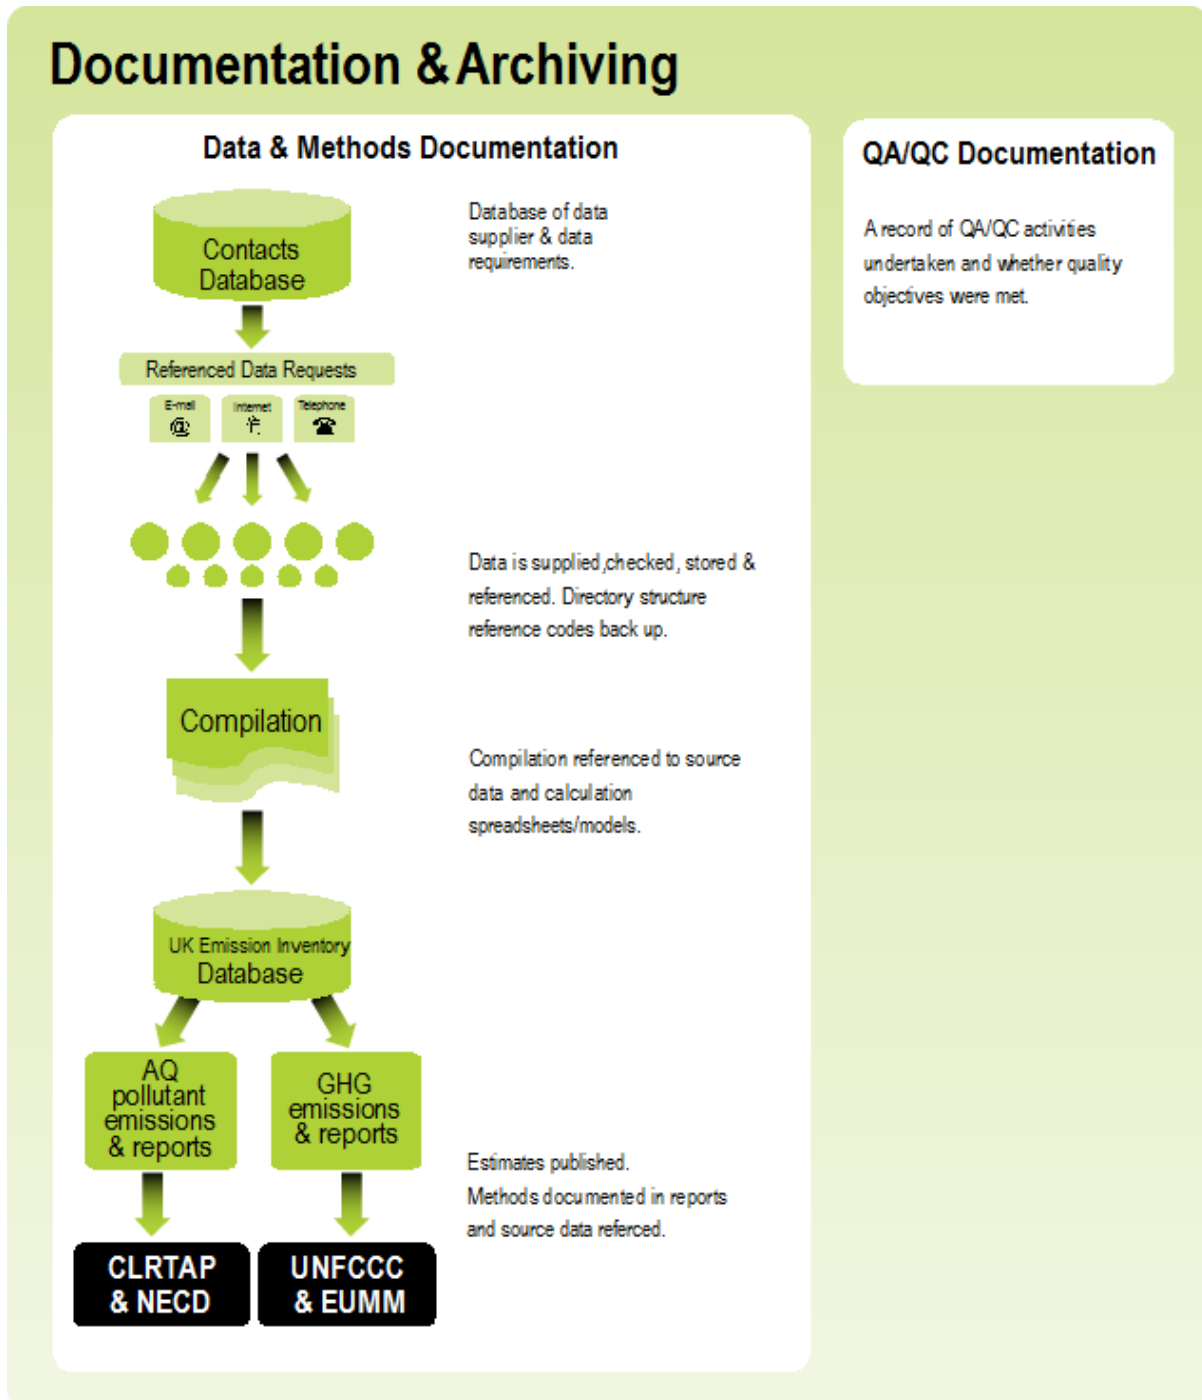 Documentation & Archiving
Data & Methods Documentation
Contacts
Database
Database of data
supplier & data
requirements.
Referenced Data Requests
E-mail
@
Internet
Telephone
Data is supplied,checked, stored &
referenced. Directory structure
reference codes back up.
Compilation
Compilation referenced to source
data and calculation
spreadsheets/models.
UK Emission Inventory
Database
AQ
pollutant
emissions
& reports
GHG
emissions
& reports
Estimates published.
Methods documented in reports
and source data referced.
CLRTAP
& NECD
UNFCCC
& EUMM
QA/QC Documentation
A record of QA/QC activities
undertaken and whether quality
objectives were met.